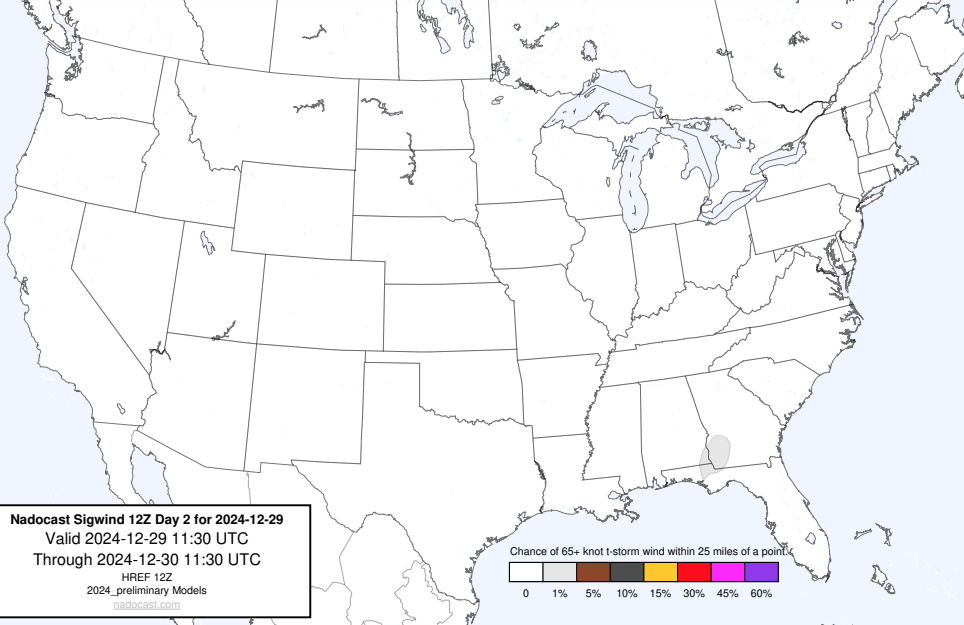 Nadocast Sigwind 12Z Day 2 for 2024-12-29
Valid 2024-12-29 11:30 UTC
Through 2024-12-30 11:30 UTC
HREF 12Z
2024_preliminary Models
nadocast.com
Chance of 65+ knot t-storm wind within 25 miles of a point.
0 1% 5% 10% 15% 30% 45% 60%